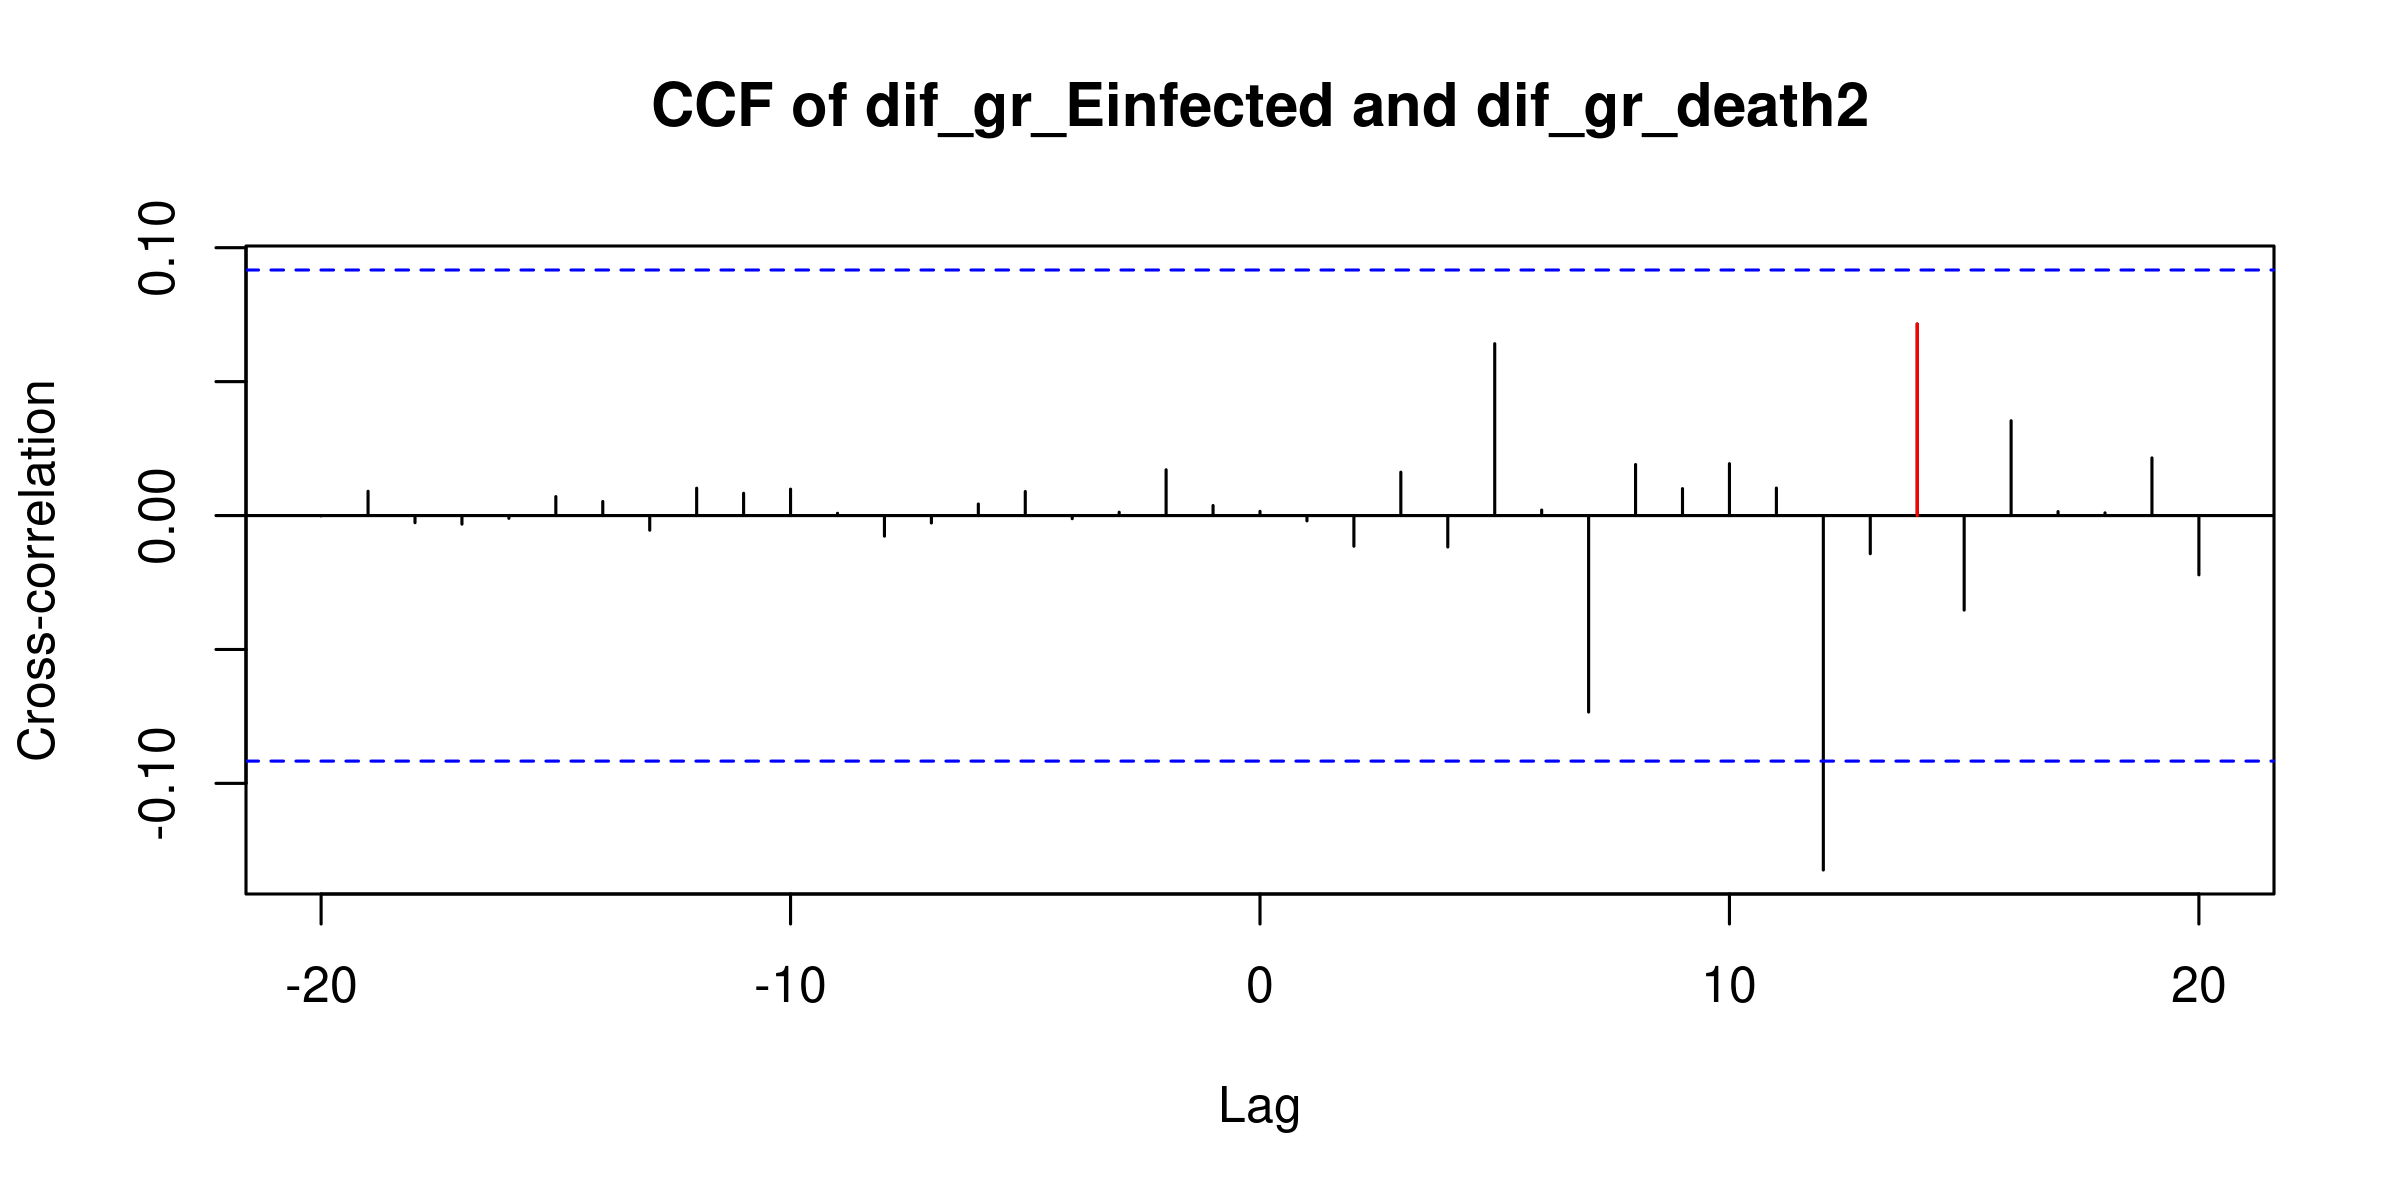 CCF of dif_gr_Einfected and dif_gr_death2
Cross-correlation
0.10
0.00
-0.10
-20 -10 0 10 20
Lag